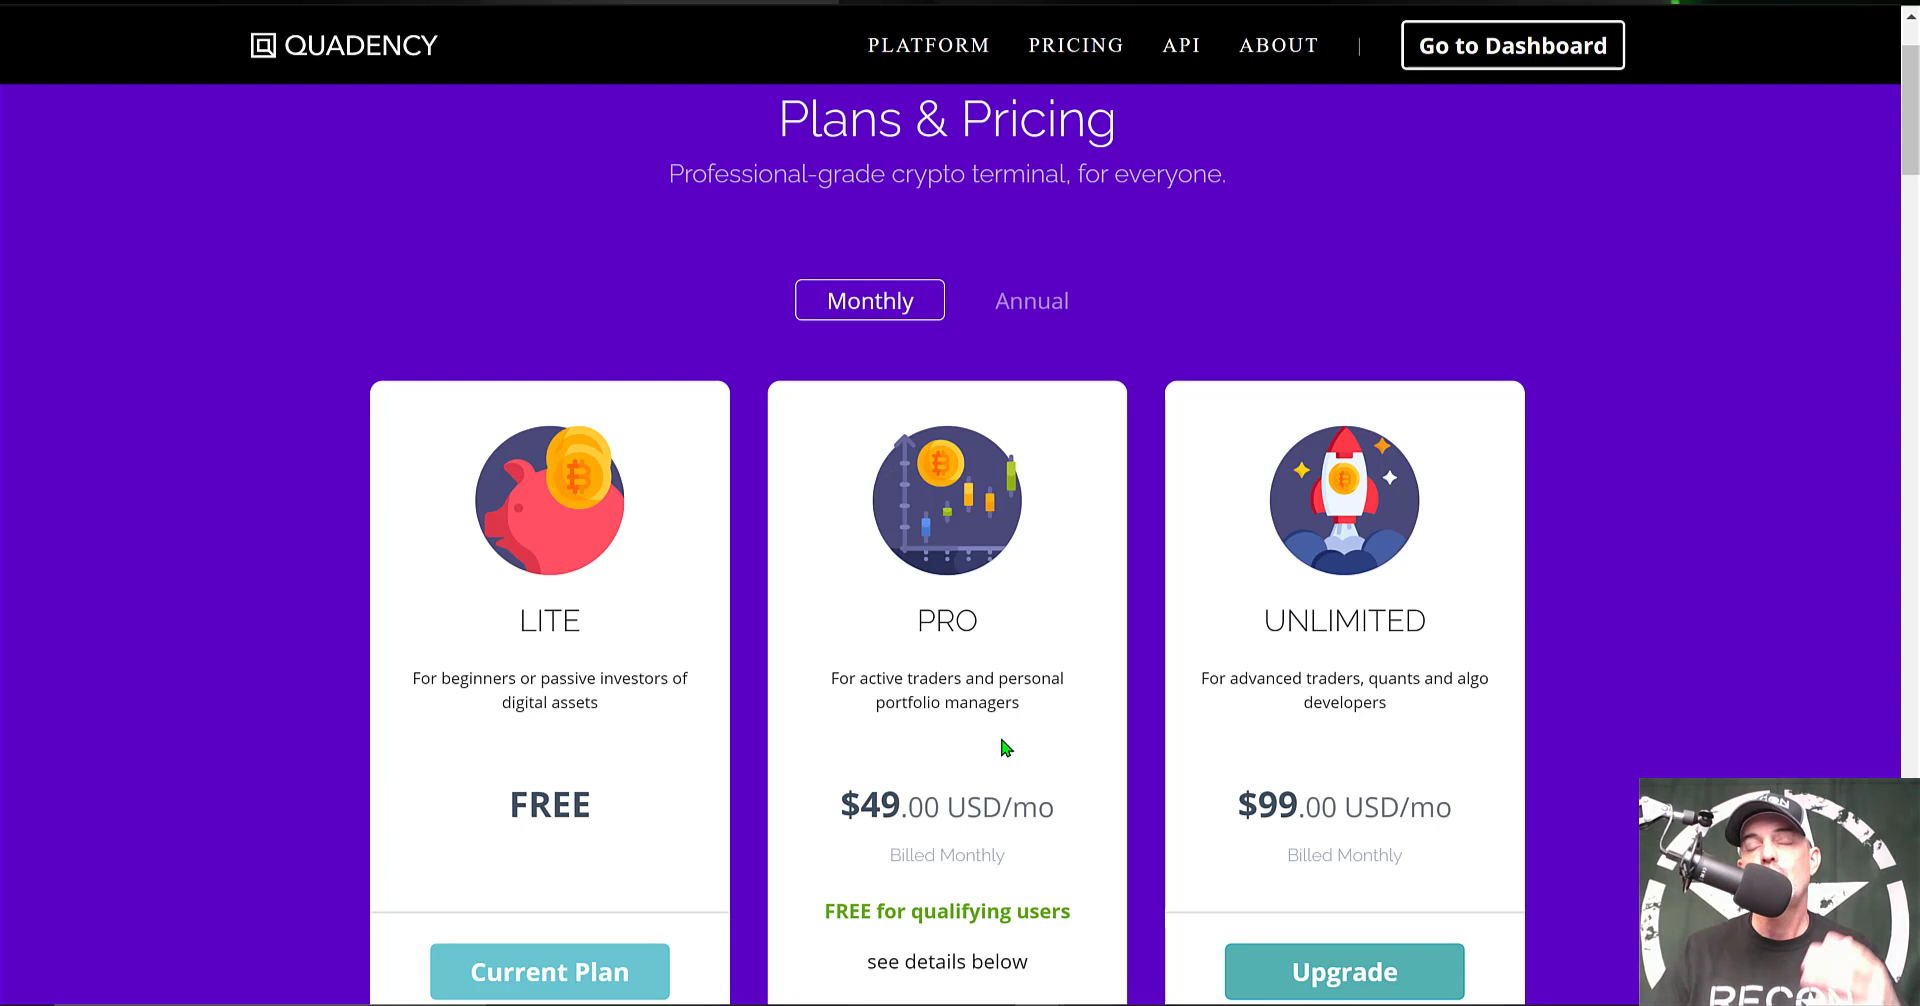 QUADENCY
PLATFORM
PRICING
API
ABOUT
Go to Dashboard
Plans & Pricing
Professional-grade crypto terminal, for everyone.
Monthly
Annual
LITE
For beginners or passive investors of
digital assets
FREE
Current Plan
PRO
For active traders and personal
portfolio managers
$49.00 USD/mo
Billed Monthly
FREE for qualifying users
see details below
UNLIMITED
For advanced traders, quants and algo
developers
$99.00 USD/mo
Billed Monthly
Upgrade